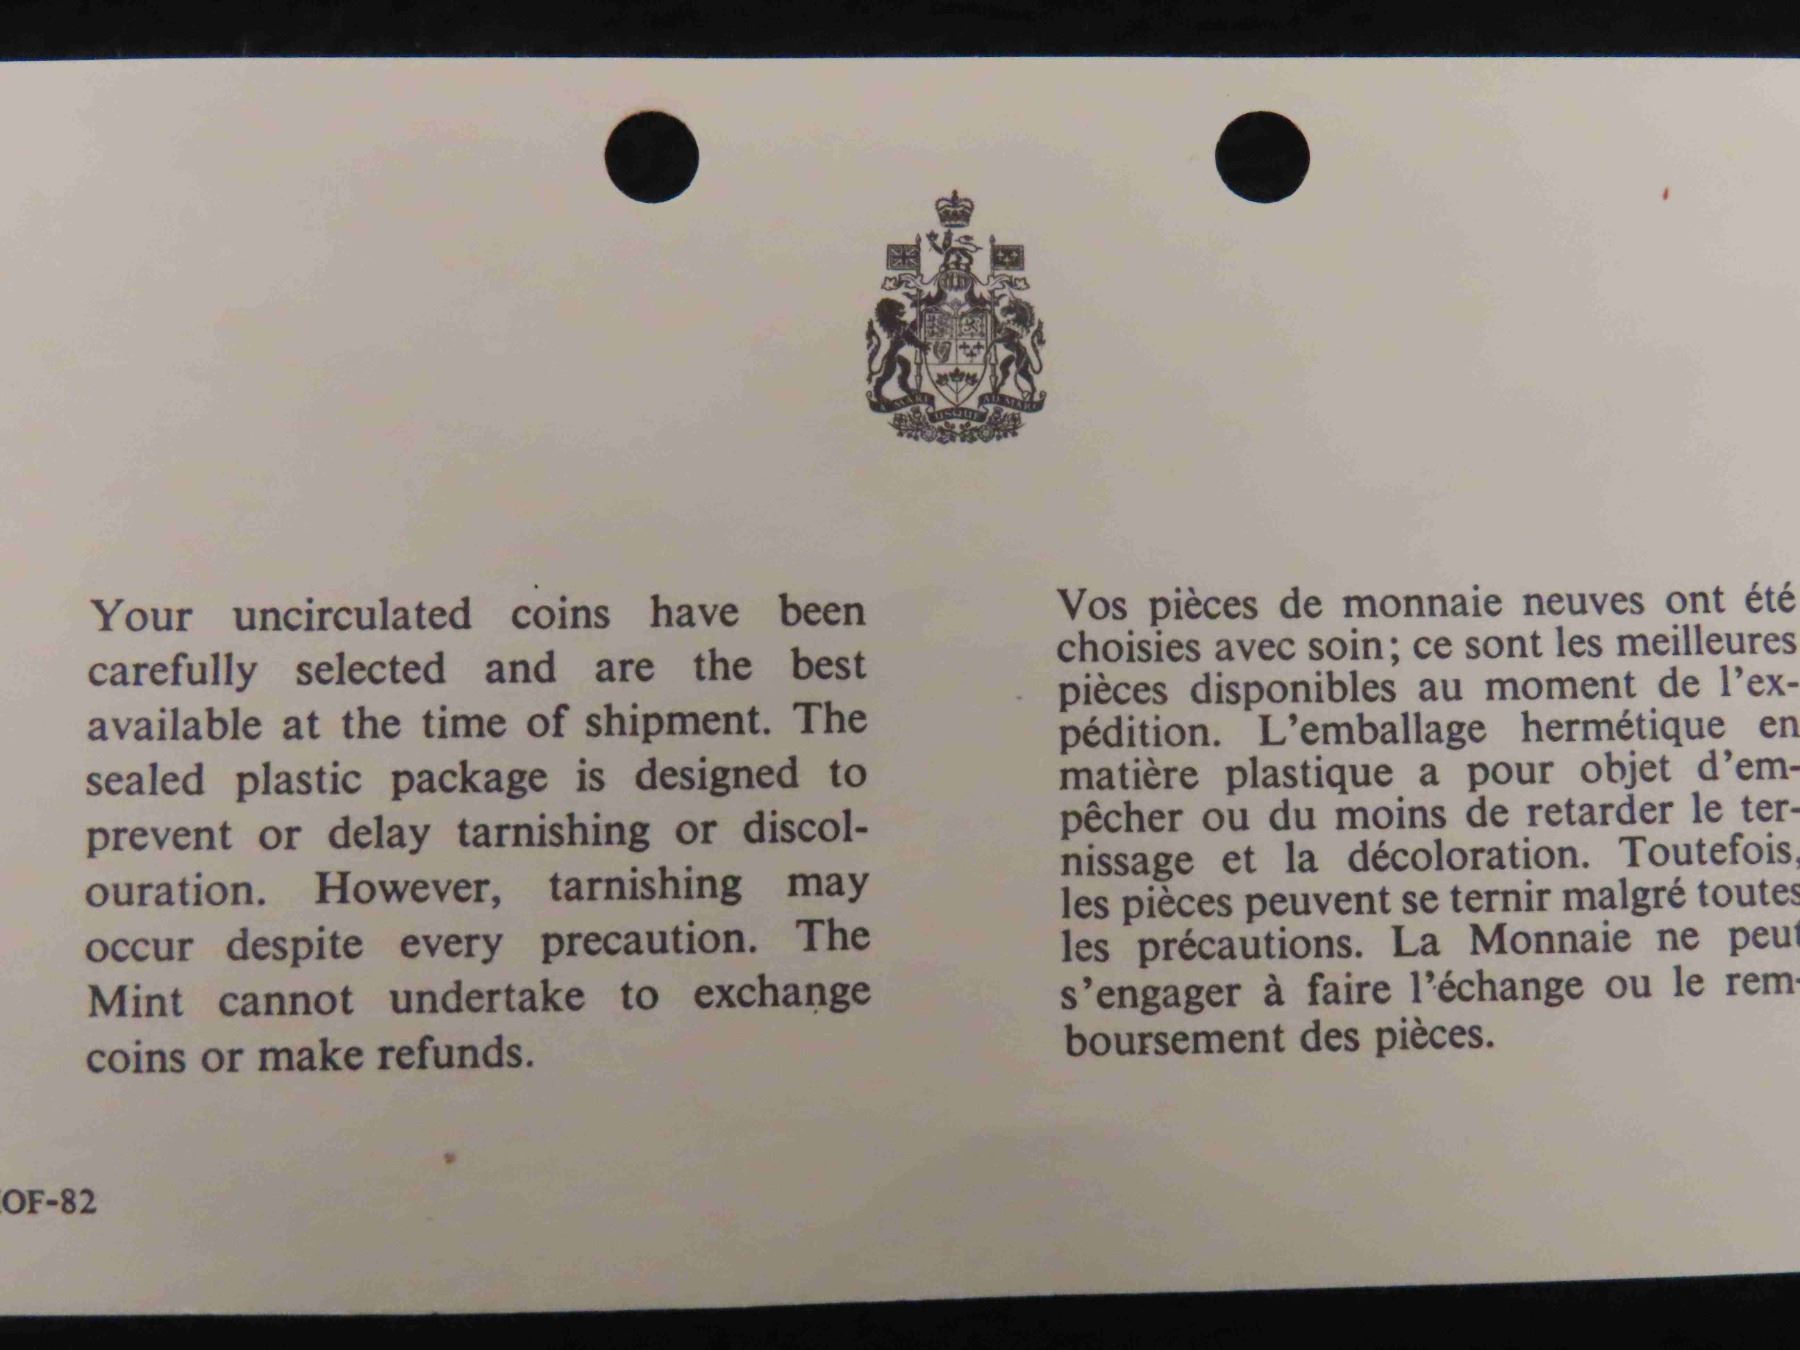 A MARI USQUE AD MARE
Your uncirculated coins have been
carefully selected and are the best
available at the time of shipment. The
sealed plastic package is designed to
prevent or delay tarnishing or discol-
ouration. However, tarnishing may
occur despite every precaution. The
Mint cannot undertake to exchange
coins or make refunds.
Vos pièces de monnaie neuves ont été
choisies avec soin; ce sont les meilleures
pièces disponibles au moment de l'ex-
pédition. L'emballage hermétique en
matière plastique a pour objet d'em-
pêcher ou du moins de retarder le ter-
nissage et la décoloration. Toutefois,
les pièces peuvent se ternir malgré toutes
les précautions. La Monnaie ne peut
s'engager à faire l'échange ou le rem-
boursement des pièces.
OF-82